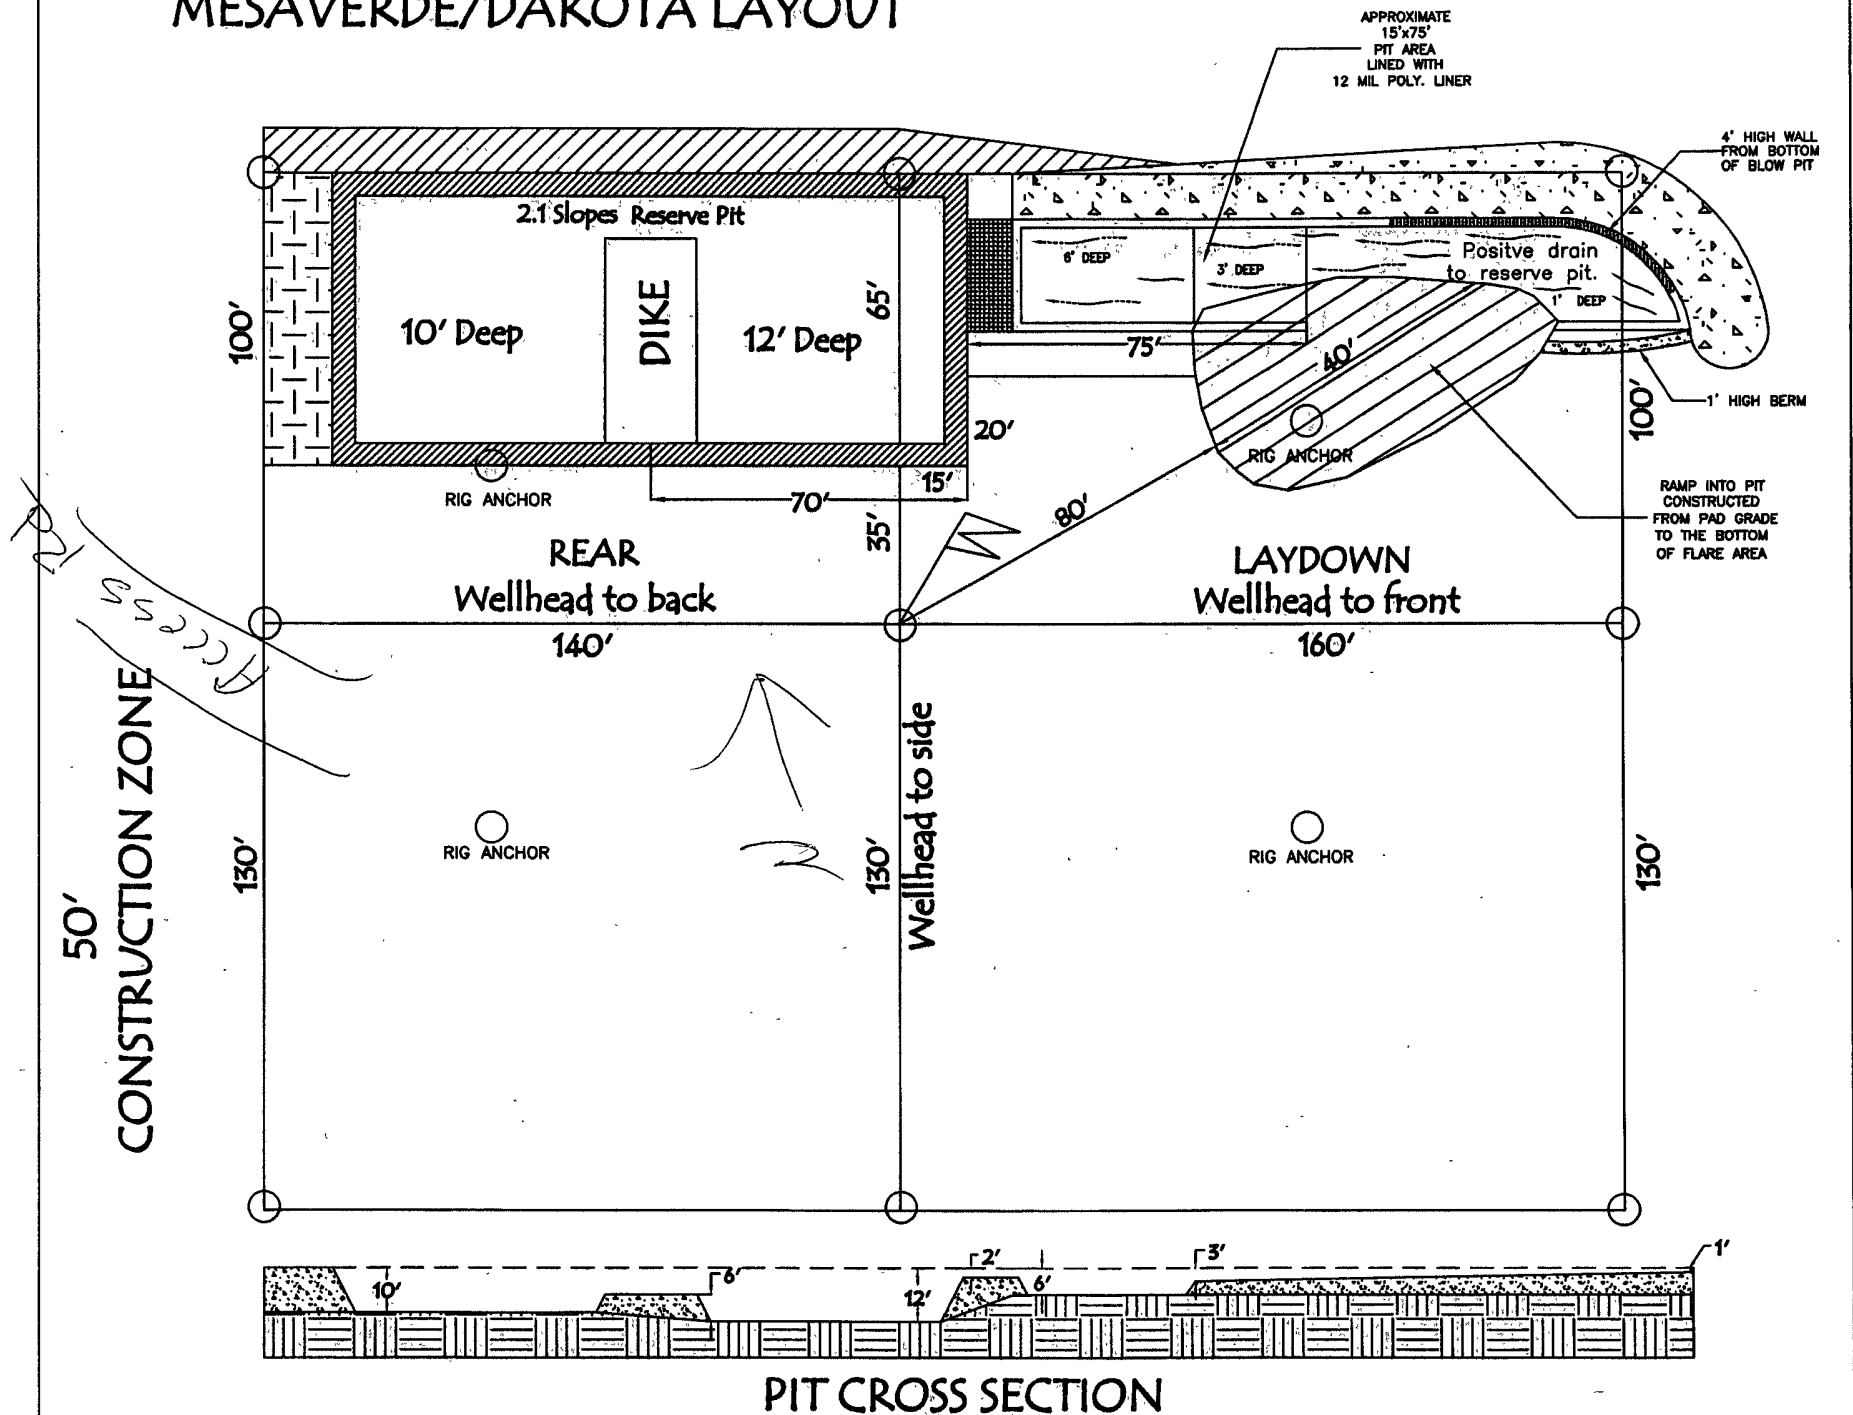 MESAVERDE/DAKOTA LAYOUT
APPROXIMATE
15'x75'
PIT AREA
LINED WITH
12 MIL POLY. LINER
4' HIGH WALL
FROM BOTTOM
OF BLOW PIT
2.1 Slopes Reserve Pit
10' Deep
DIKE
12' Deep
65'
100'
6' DEEP
3' DEEP
Positve drain
to reserve pit.
1' DEEP
75'
40'
1' HIGH BERM
100'
20'
RIG ANCHOR
15'
70'
RIG ANCHOR
35'
80'
RAMP INTO PIT
CONSTRUCTED
FROM PAD GRADE
TO THE BOTTOM
OF FLARE AREA
REAR
Wellhead to back
140'
LAYDOWN
Wellhead to front
160'
Access Rd
50'
CONSTRUCTION ZONE
130'
RIG ANCHOR
N
130'
Wellhead to side
RIG ANCHOR
130'
10'
6'
12'
2'
6'
3'
1'
PIT CROSS SECTION